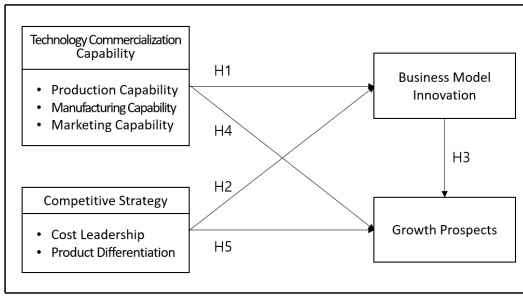 Technology Commercialization
Capability
• Production Capability
• Manufacturing Capability
• Marketing Capability
H1
H4
Business Model
Innovation
H3
Competitive Strategy
• Cost Leadership
• Product Differentiation
H2
H5
Growth Prospects